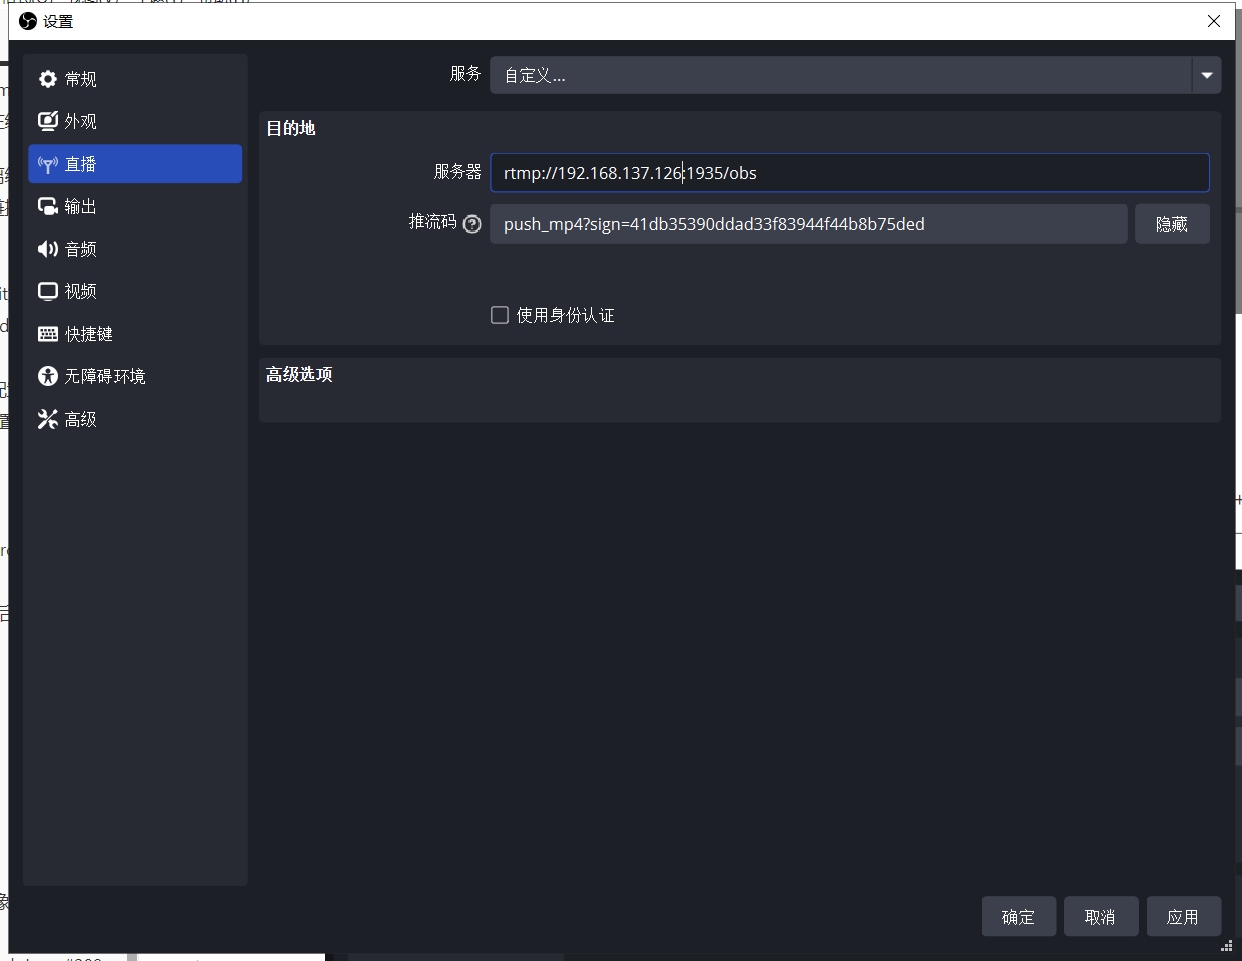 设置
常规
外观
直播
输出
音频
视频
快捷键
无障碍环境
高级
服务 自定义...
目的地
服务器 rtmp://192.168.137.126:1935/obs
推流码 push_mp4?sign=41db35390ddad33f83944f44b8b75ded 隐藏
使用身份认证
高级选项
确定 取消 应用